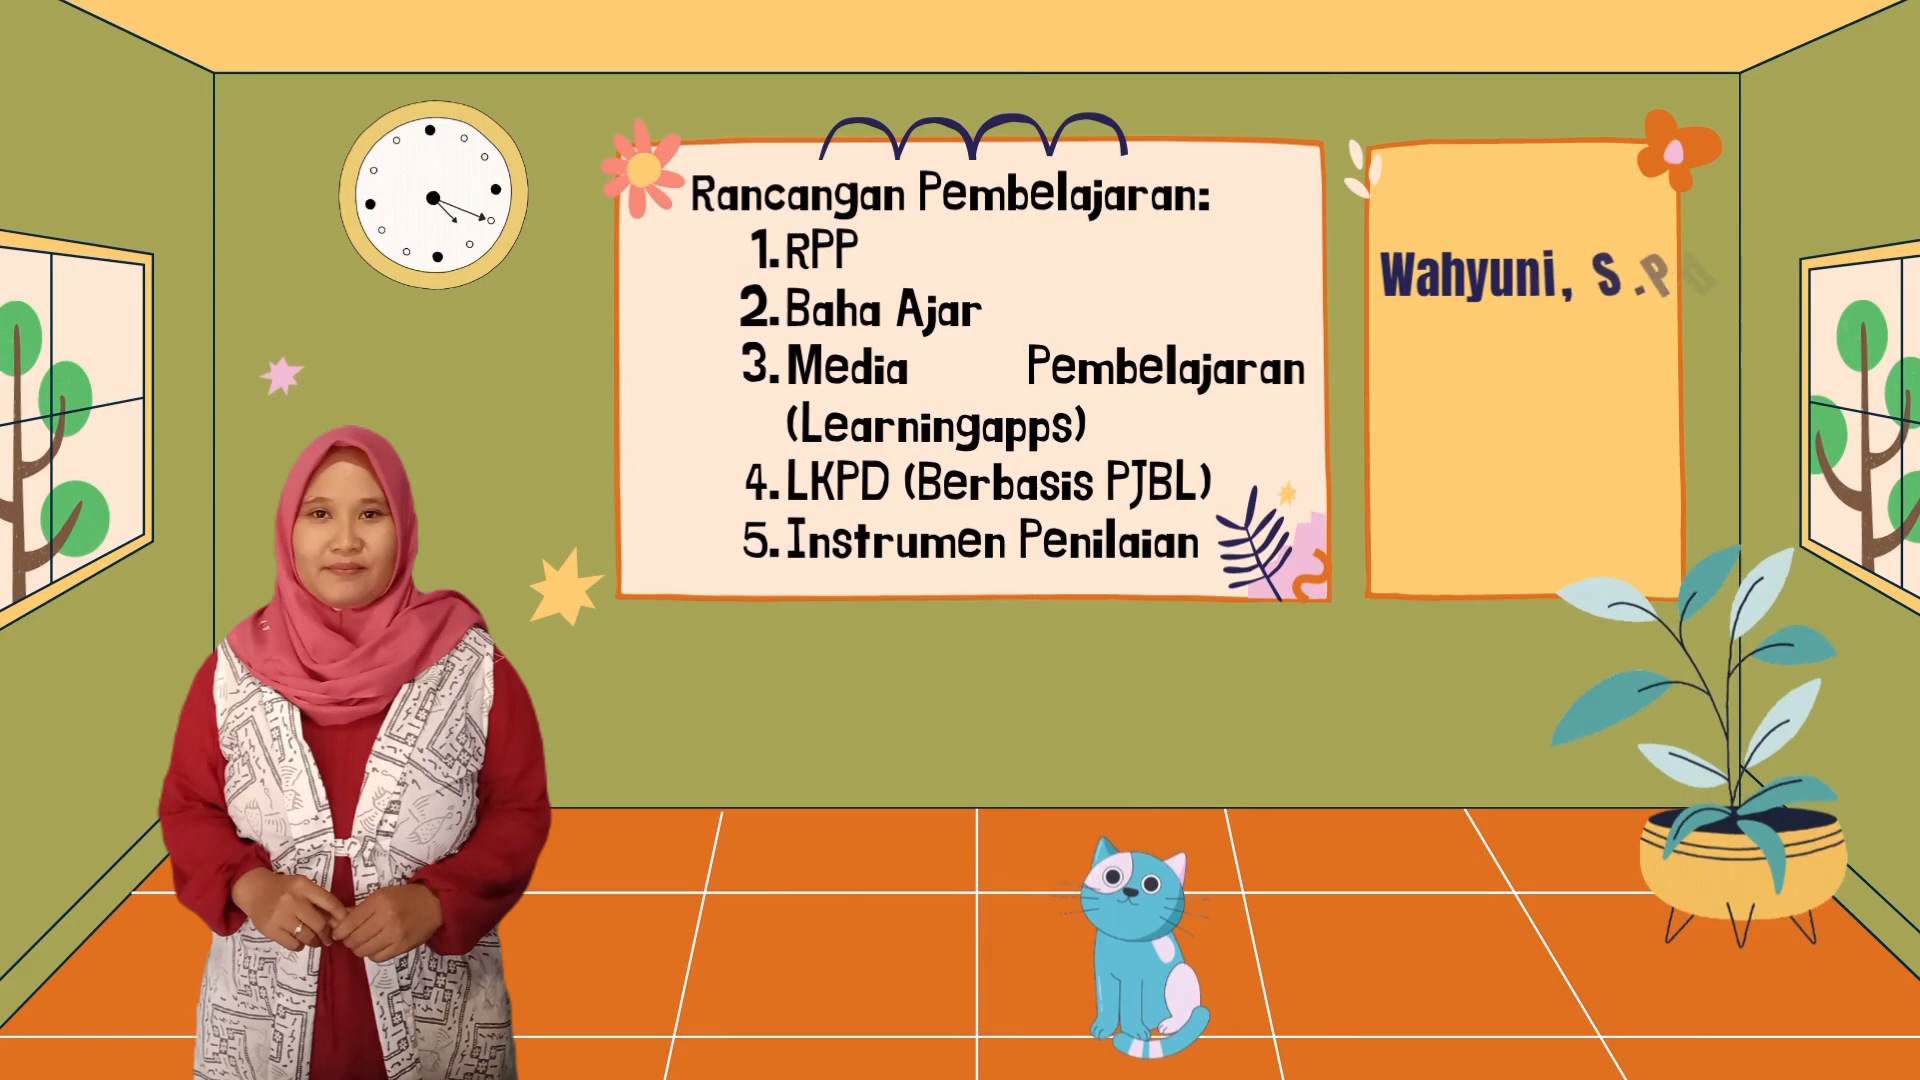 Rancangan Pembelajaran:
1. RPP
2. Baha Ajar
3. Media Pembelajaran
(Learningapps)
4. LKPD (Berbasis PJBL)
5. Instrumen Penilaian
Wahyuni, S.Pd